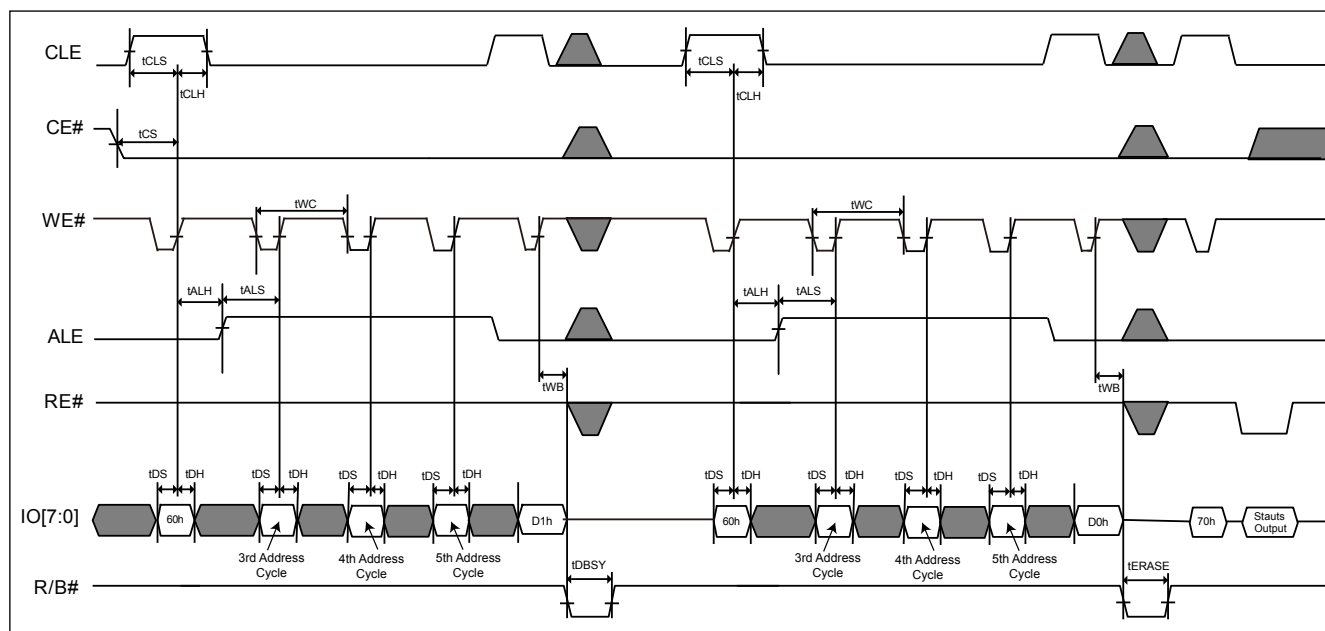 CLE
tCLS
tCLH
tCLS
tCLH
CE#
tCS
WE#
tWC
tWC
ALE
tALH
tALS
tALH
tALS
tWB
tWB
RE#
tDS tDH
tDS tDH
tDS tDH
tDS tDH
tDS tDH
tDS tDH
tDS tDH
tDS tDH
IO[7:0]
60h
D1h
60h
D0h
70h
Stauts
Output
3rd Address
Cycle
4th Address
Cycle
5th Address
Cycle
3rd Address
Cycle
4th Address
Cycle
5th Address
Cycle
R/B#
tDBSY
tERASE